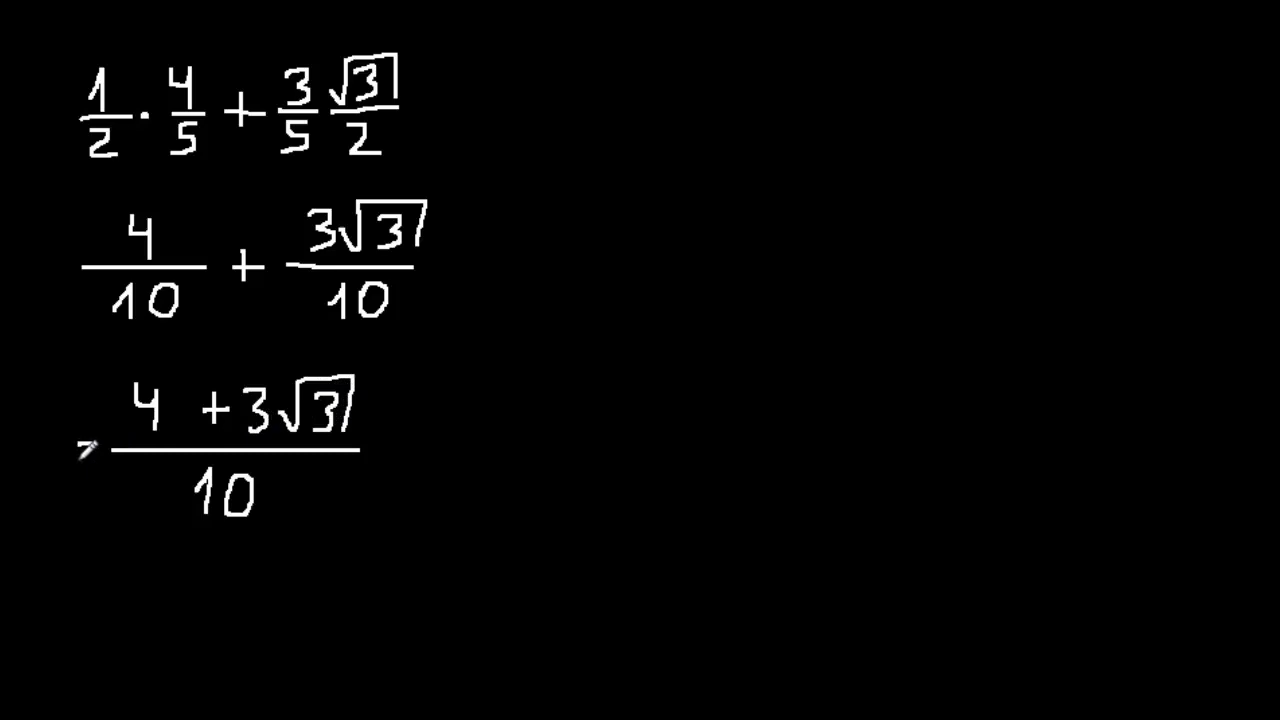 1/2 · 4/5 + 3/5 √3/2
4/10 + 3√3/10
4 + 3√3/10